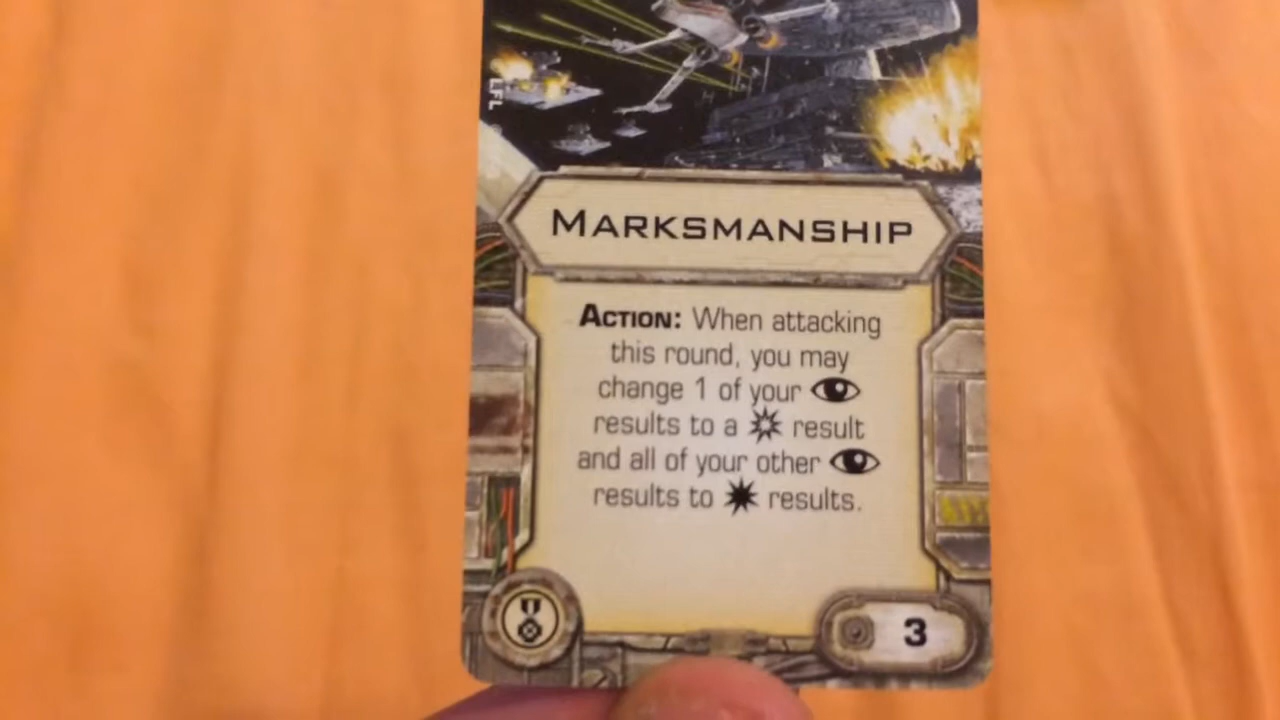 LFL
MARKSMANSHIP
ACTION: When attacking
this round, you may
change 1 of your
results to a result
and all of your other
results to results.
3